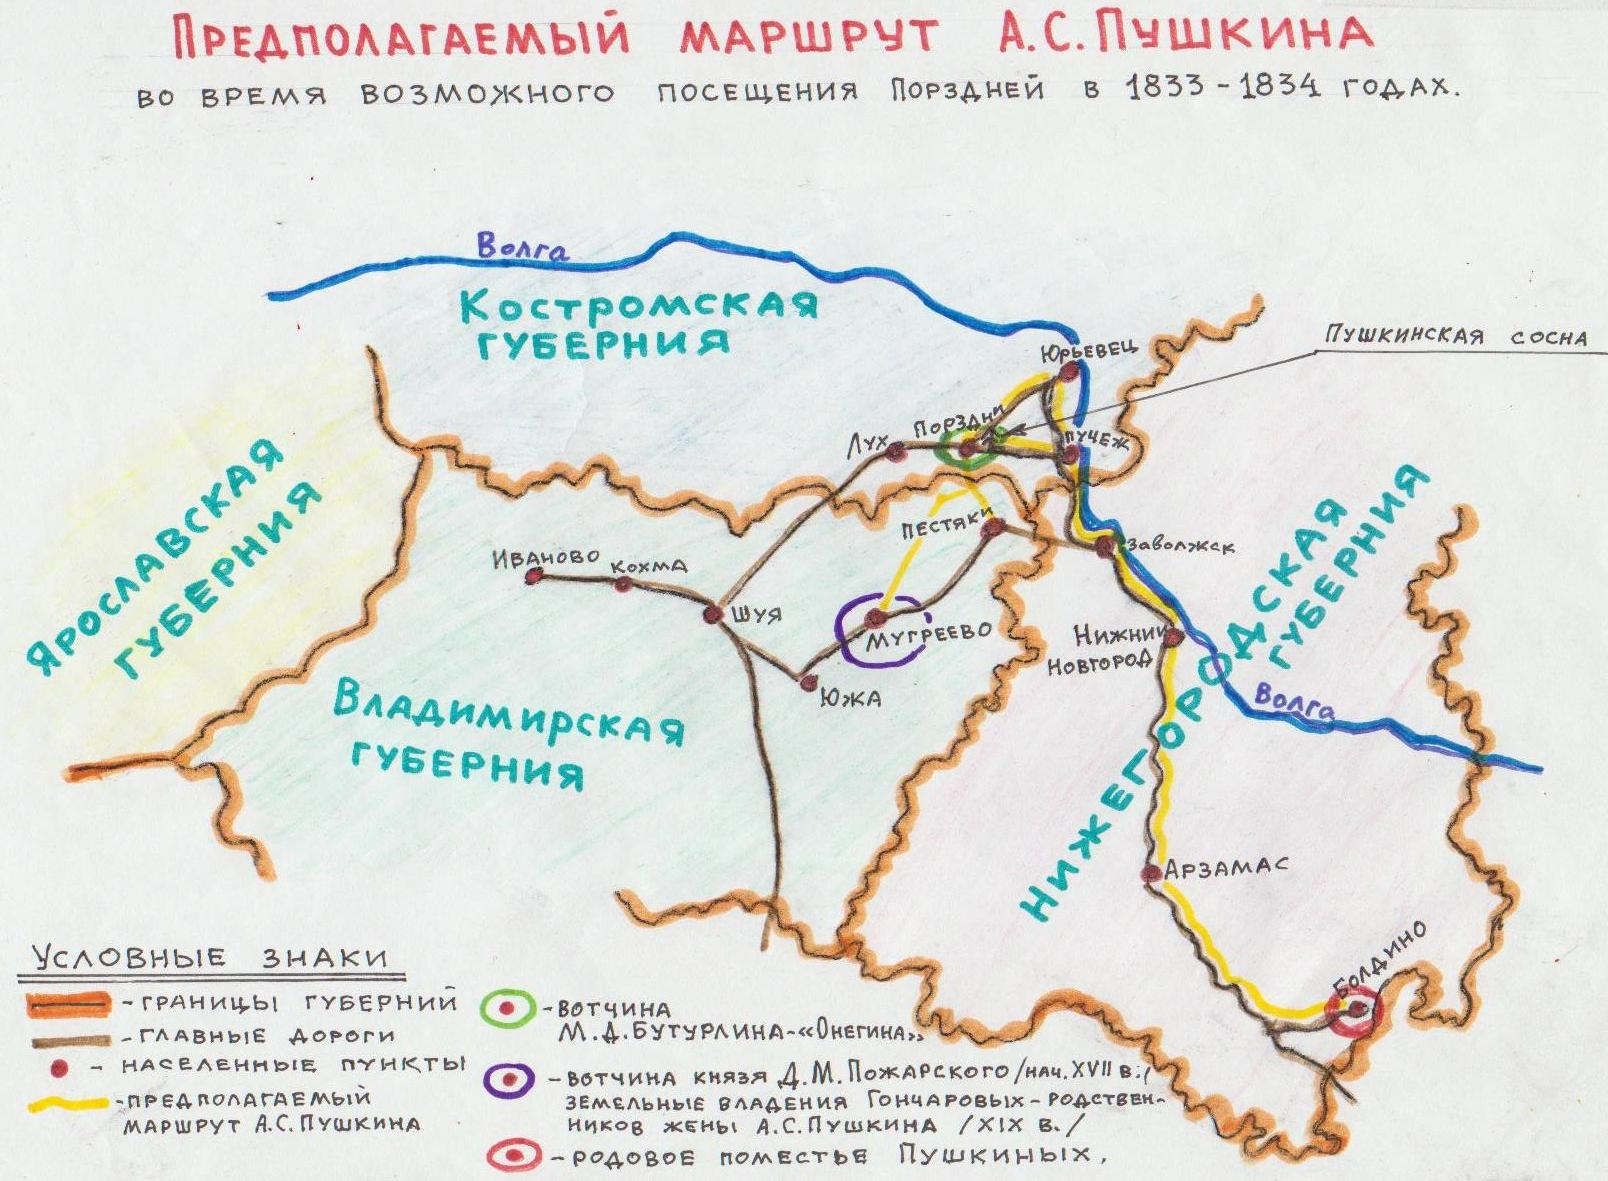 Предполагаемый маршрут А.С.Пушкина
во время возможного посещения Порздней в 1833-1834 годах.
Волга
Костромская
губерния
Пушкинская сосна
Юрьевец
Порздни
Лух
Пучеж
Ярославская
губерния
Пестяки
Заволжск
Иваново
Кохма
Шуя
Мугреево
Южа
Нижний
Новгород
Нижегородская
губерния
Волга
Владимирская
губерния
Арзамас
Болдино
Условные знаки
-границы губерний
-главные дороги
- населенные пункты
-предполагаемый
маршрут А.С.Пушкина
-вотчина
М.Д.Бутурлина-«Онегина»
-вотчина князя Д.М.Пожарского /нач. XVII в./
земельные владения Гончаровых-родствен-
ников жены А.С.Пушкина /XIX в./
-родовое поместье Пушкиных.